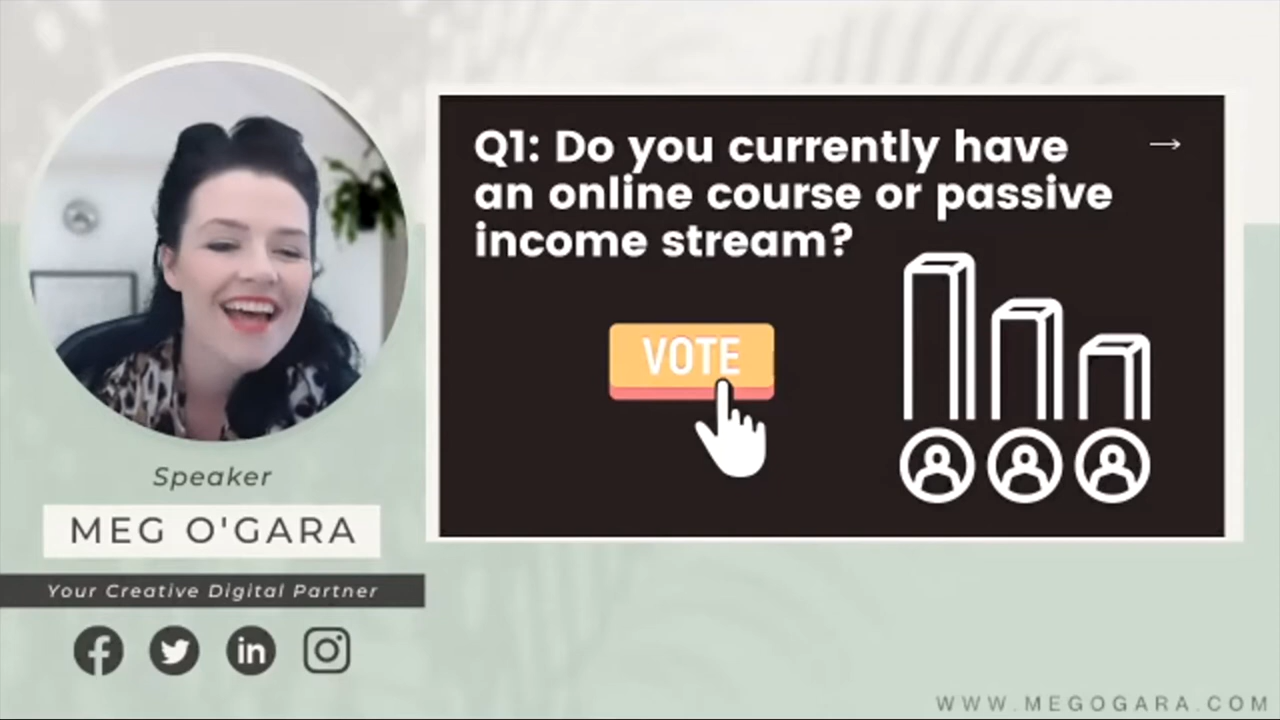 Q1: Do you currently have
an online course or passive
income stream?
VOTE
Speaker
MEG O'GARA
Your Creative Digital Partner
WWW.MEGOGARA.COM